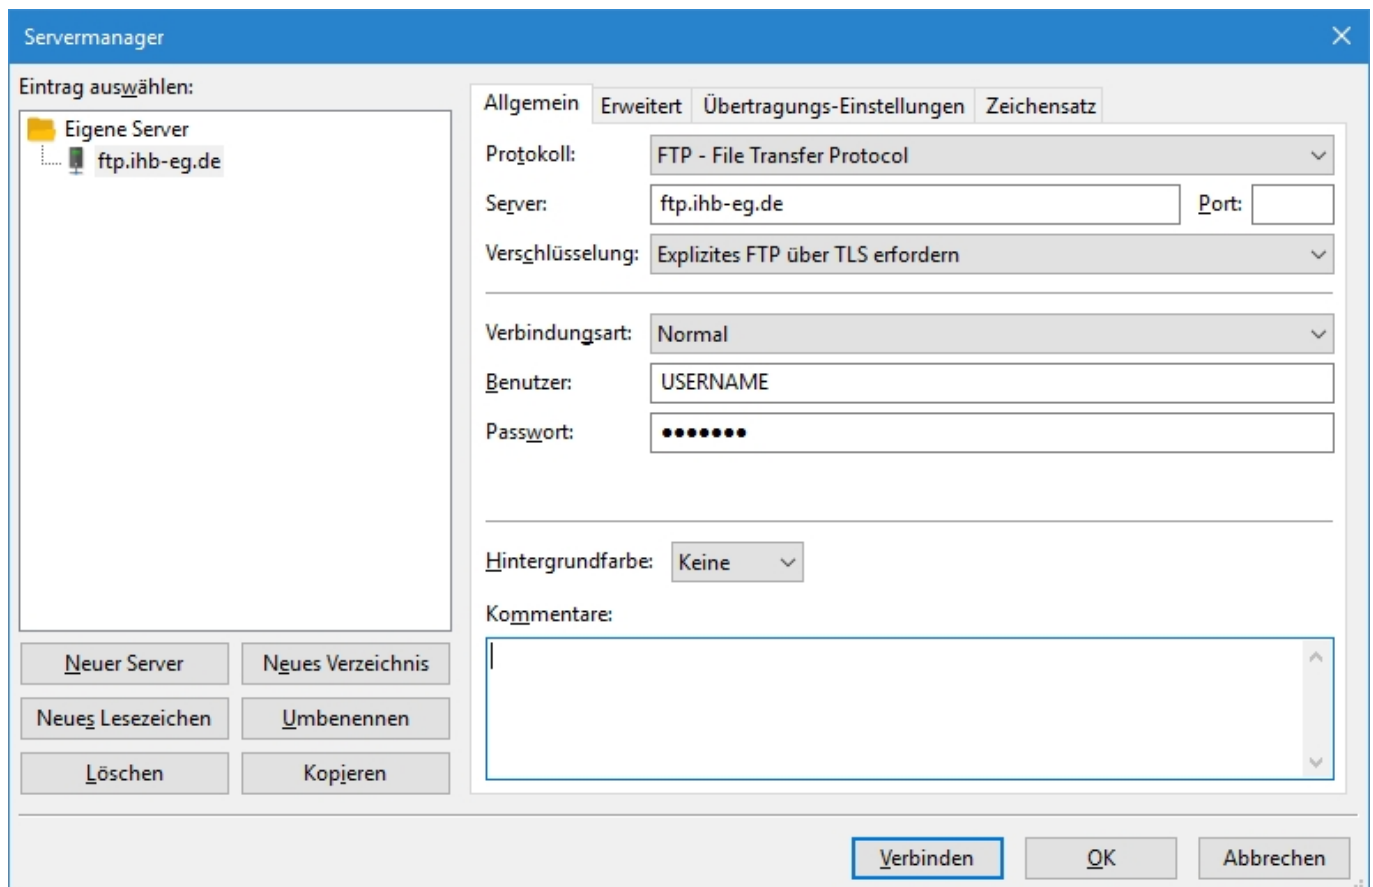 Servermanager
Eintrag auswählen:
Eigene Server
ftp.ihb-eg.de
Neuer Server
Neues Verzeichnis
Neues Lesezeichen
Umbenennen
Löschen
Kopieren
Allgemein
Erweitert
Übertragungs-Einstellungen
Zeichensatz
Protokoll:
FTP - File Transfer Protocol
Server:
ftp.ihb-eg.de
Port:
Verschlüsselung:
Explizites FTP über TLS erfordern
Verbindungsart:
Normal
Benutzer:
USERNAME
Passwort:
•••••••
Hintergrundfarbe:
Keine
Kommentare:
Verbinden
OK
Abbrechen